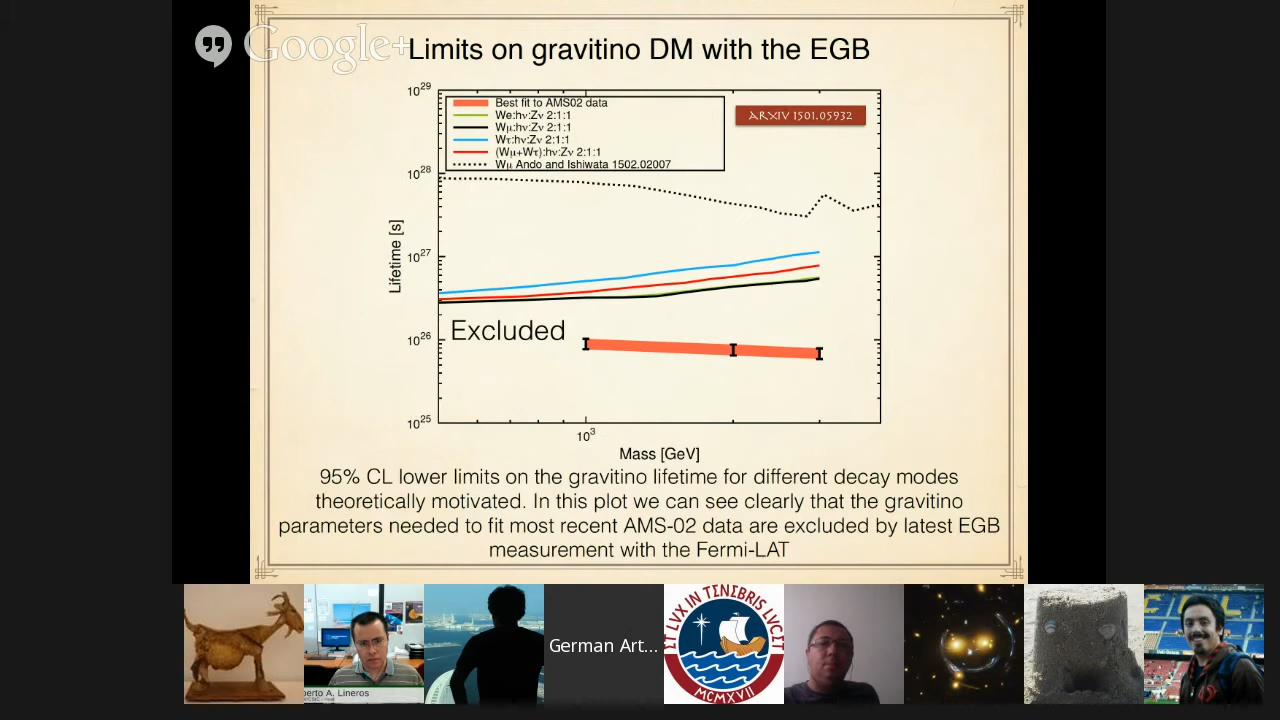 Google+
Limits on gravitino DM with the EGB
ARXIV 1501.05932
Best fit to AMS02 data
We:hν:Zν 2:1:1
Wμ:hν:Zν 2:1:1
Wτ:hν:Zν 2:1:1
(Wμ+Wτ):hν:Zν 2:1:1
Wμ Ando and Ishiwata 1502.02007
10^29
10^28
10^27
10^26
10^25
Lifetime [s]
Excluded
10^3
Mass [GeV]
95% CL lower limits on the gravitino lifetime for different decay modes
theoretically motivated. In this plot we can see clearly that the gravitino
parameters needed to fit most recent AMS-02 data are excluded by latest EGB
measurement with the Fermi-LAT
berto A. Lineros
German Art...
ET LVX IN TENEBRIS LVCET
MCMXVII